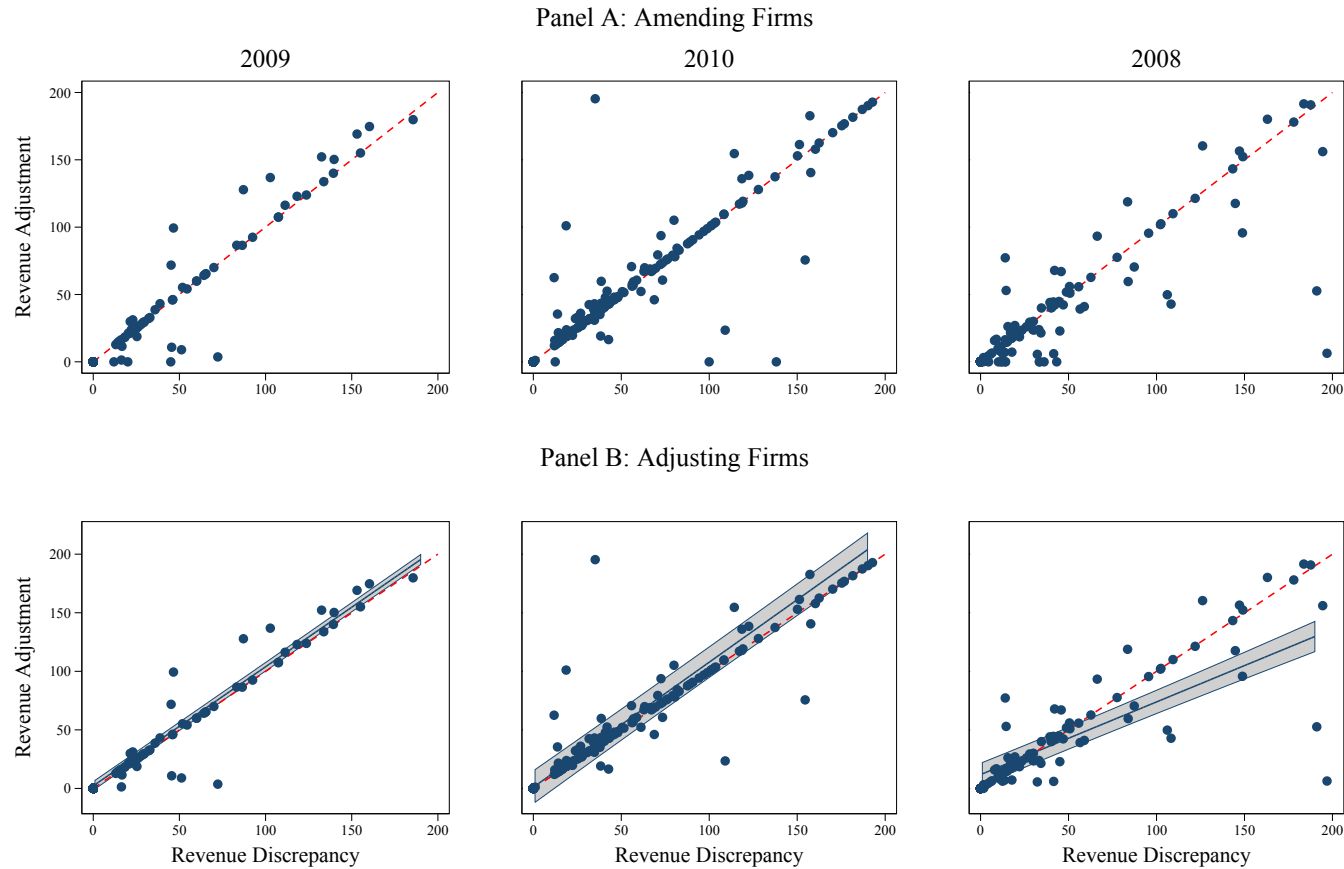 Panel A: Amending Firms
2009 2010 2008
Revenue Adjustment
200
150
100
50
0
0 50 100 150 200
0 50 100 150 200
0 50 100 150 200
Panel B: Adjusting Firms
Revenue Adjustment
200
150
100
50
0
0 50 100 150 200
0 50 100 150 200
0 50 100 150 200
Revenue Discrepancy Revenue Discrepancy Revenue Discrepancy